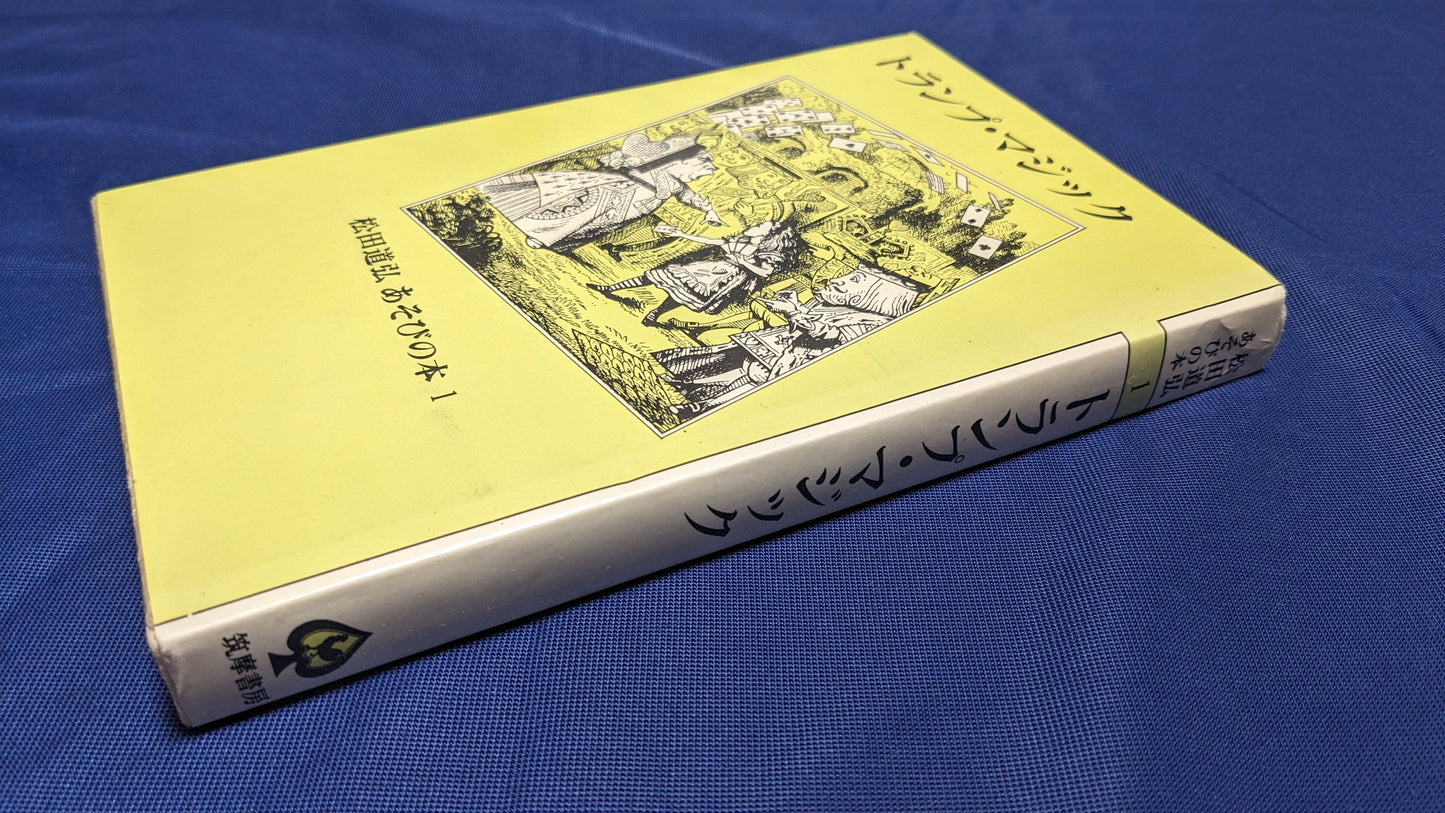 トランプ・マジック
松田道弘 あそびの本 1
松田道弘
あそびの本
1
トランプ・マジック
筑摩書房